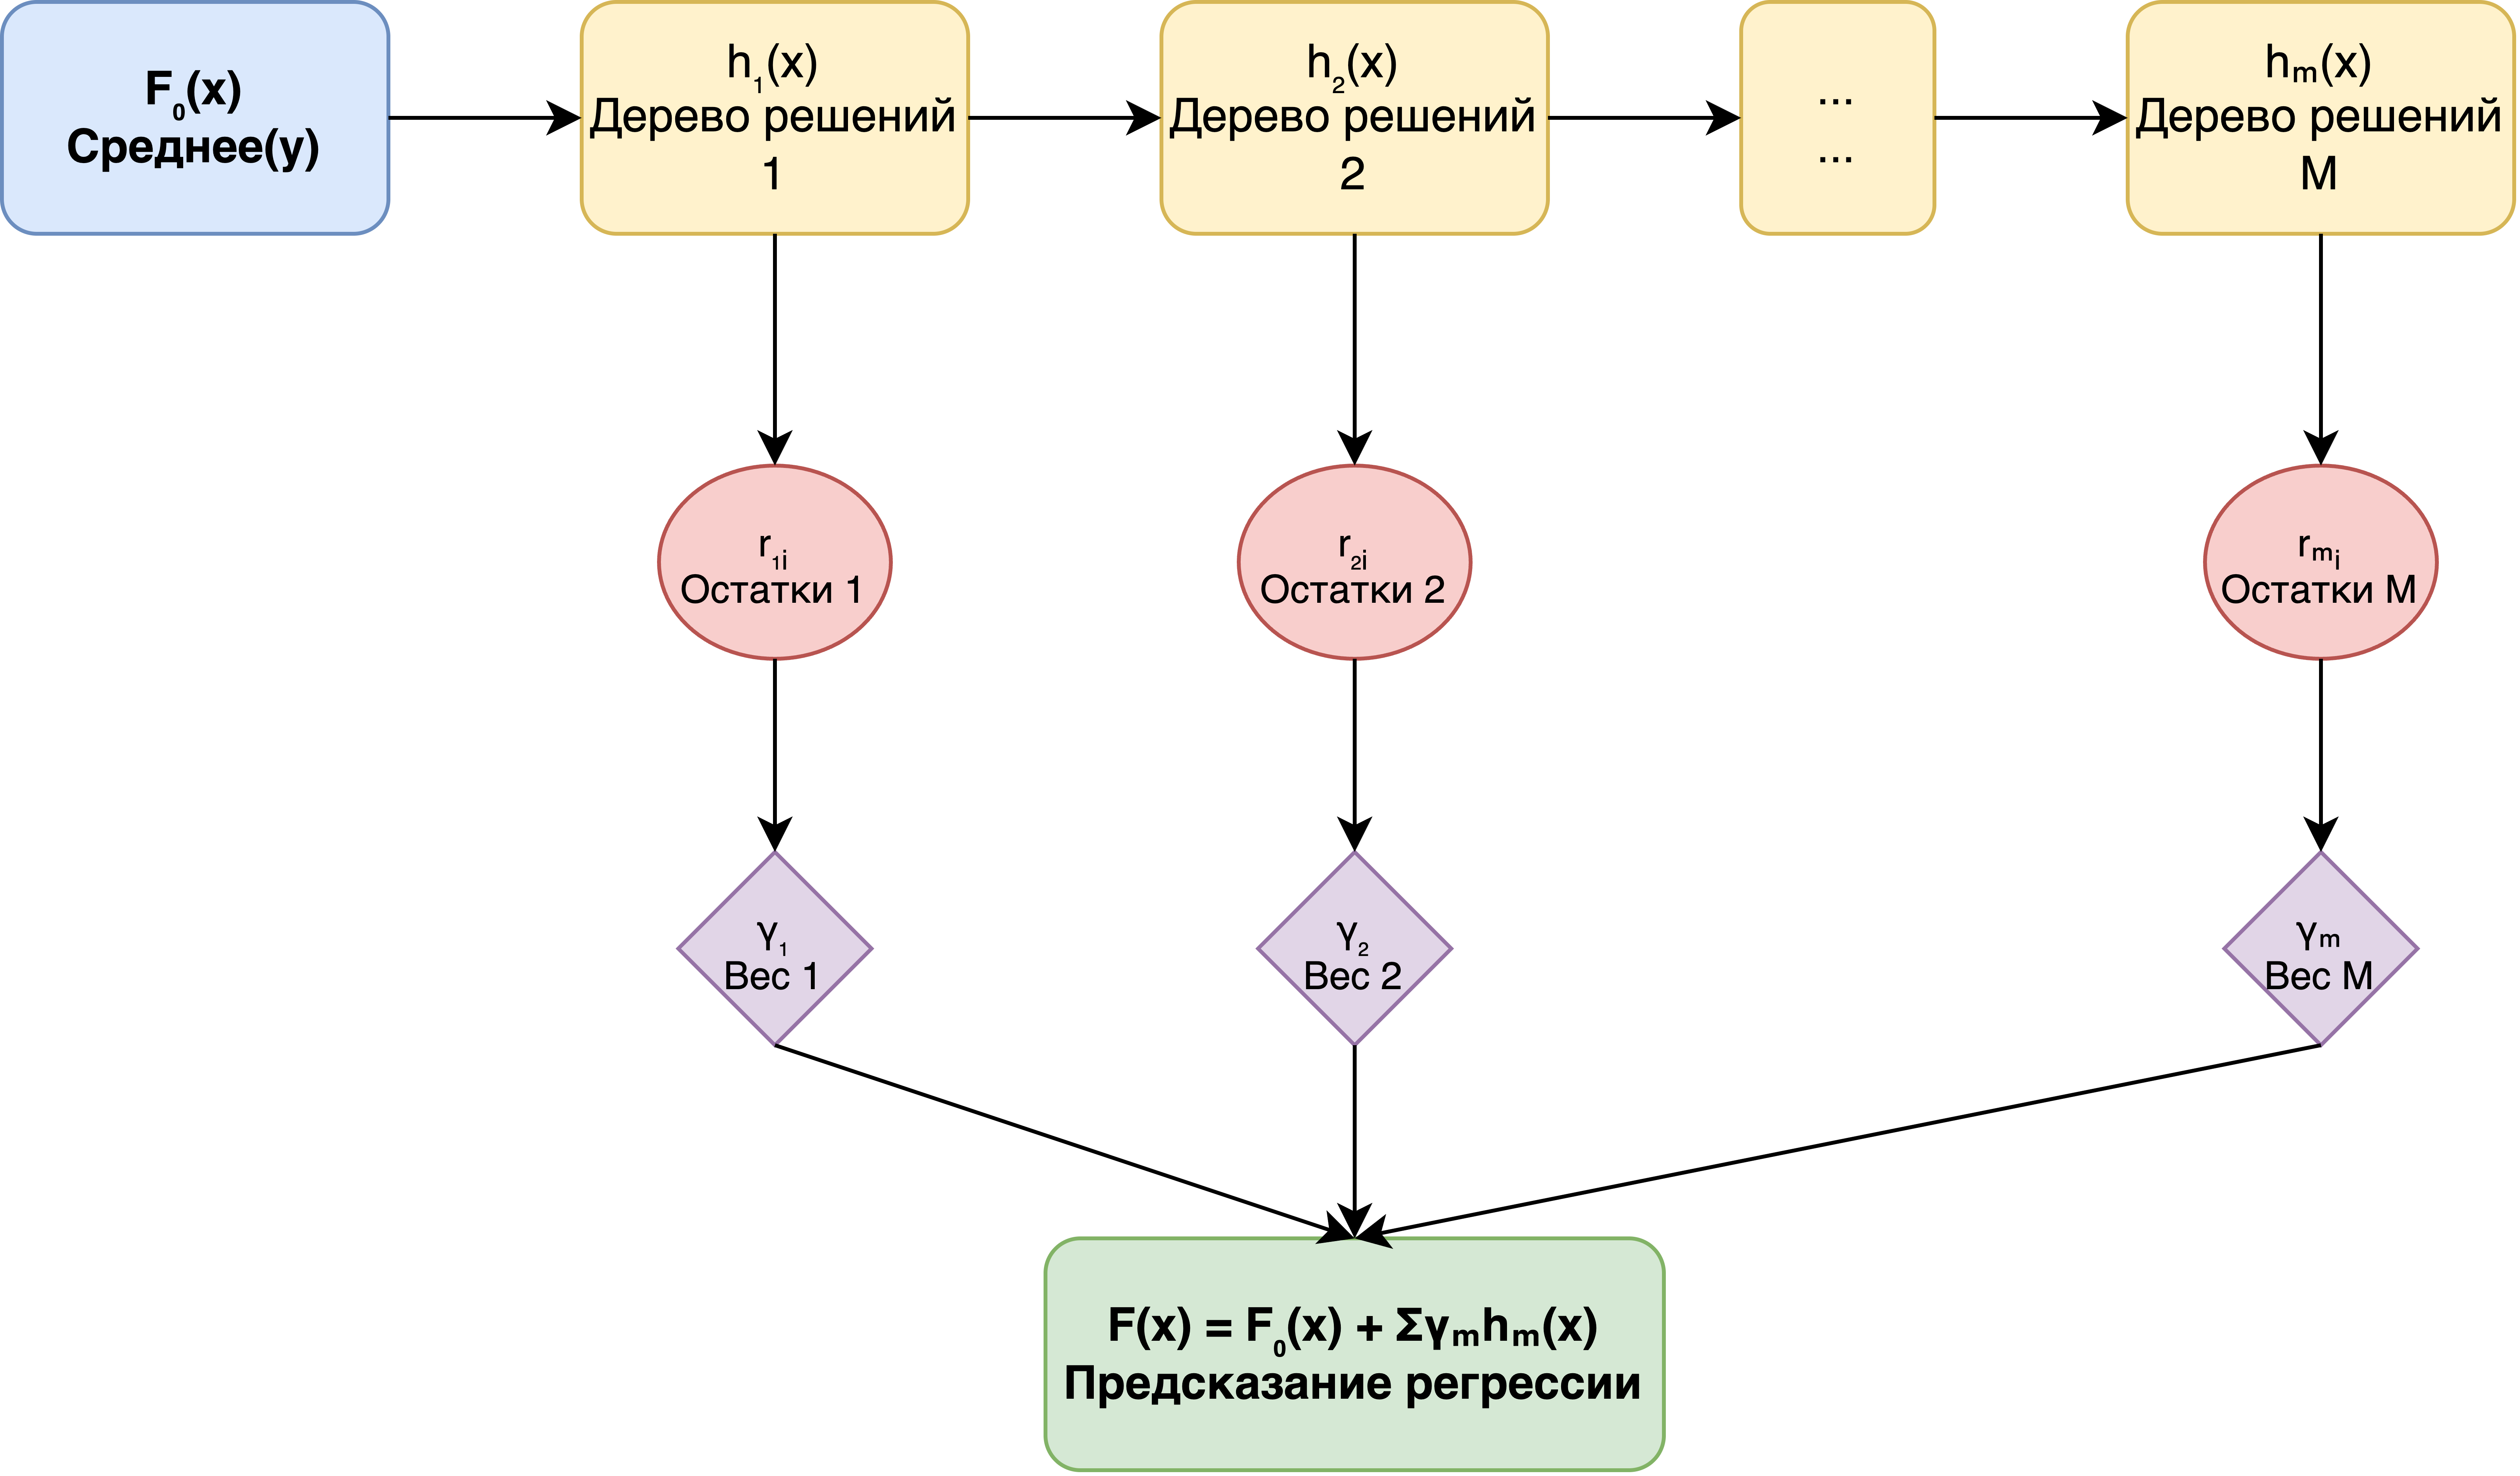 F₀(x)
Среднее(y)
h₁(x)
Дерево решений
1
h₂(x)
Дерево решений
2
...
...
hₘ(x)
Дерево решений
M
r₁i
Остатки 1
r₂i
Остатки 2
rₘᵢ
Остатки M
γ₁
Вес 1
γ₂
Вес 2
γₘ
Вес M
F(x) = F₀(x) + Σγₘhₘ(x)
Предсказание регрессии